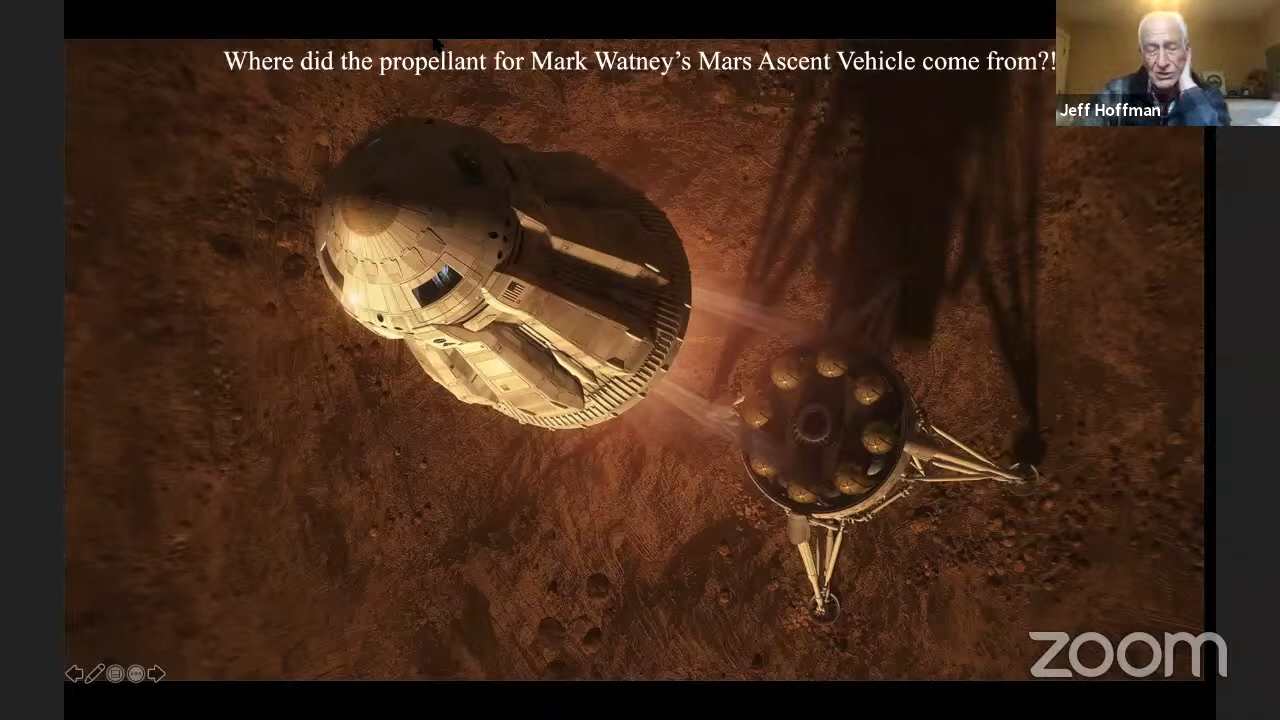 Where did the propellant for Mark Watney’s Mars Ascent Vehicle come from?!
Jeff Hoffman
zoom